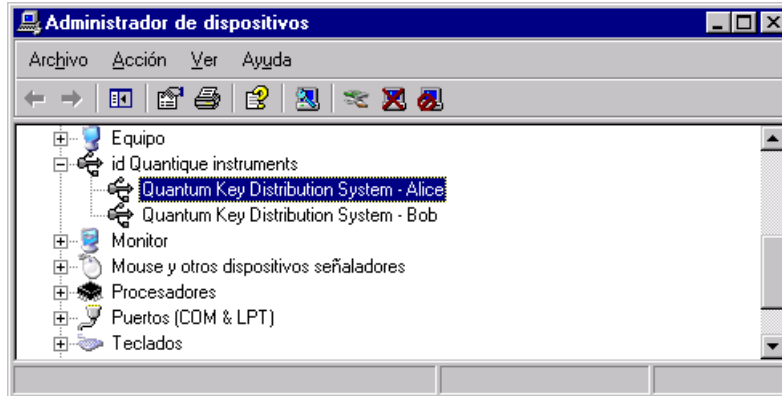 Administrador de dispositivos
Archivo Acción Ver Ayuda
Equipo
id Quantique instruments
Quantum Key Distribution System - Alice
Quantum Key Distribution System - Bob
Monitor
Mouse y otros dispositivos señaladores
Procesadores
Puertos (COM & LPT)
Teclados